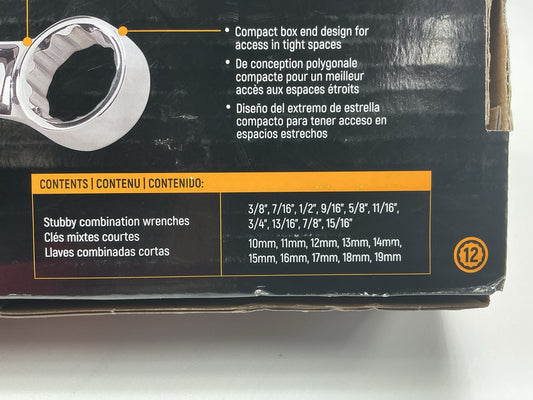 • Compact box end design for
access in tight spaces
• De conception polygonale
compacte pour un meilleur
accès aux espaces étroits
• Diseño del extremo de estrella
compacto para tener acceso en
espacios estrechos
CONTENTS | CONTENU | CONTENIDO:
Stubby combination wrenches
Clés mixtes courtes
Llaves combinadas cortas
3/8", 7/16", 1/2", 9/16", 5/8", 11/16",
3/4", 13/16", 7/8", 15/16"
10mm, 11mm, 12mm, 13mm, 14mm,
15mm, 16mm, 17mm, 18mm, 19mm
12